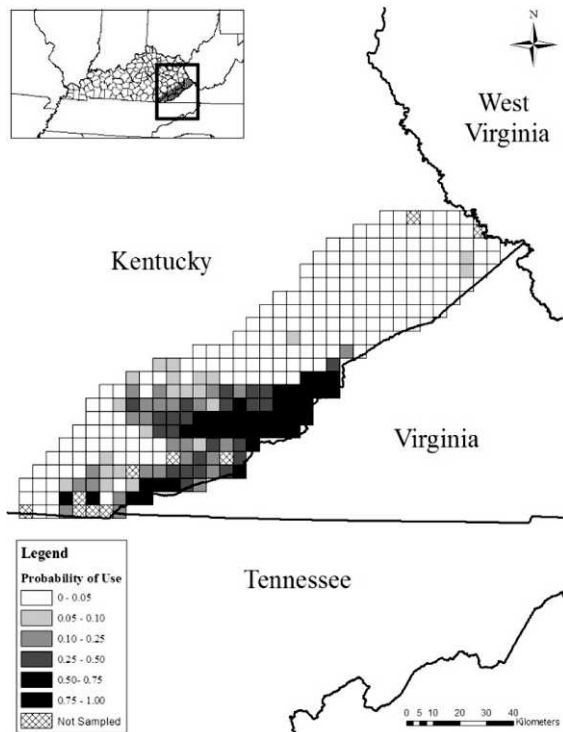 N
West
Virginia
Kentucky
Virginia
Tennessee
Legend
Probability of Use
0 - 0.05
0.05 - 0.10
0.10 - 0.25
0.25 - 0.50
0.50- 0.75
0.75 - 1.00
Not Sampled
0 5 10 20 30 40
Kilometers